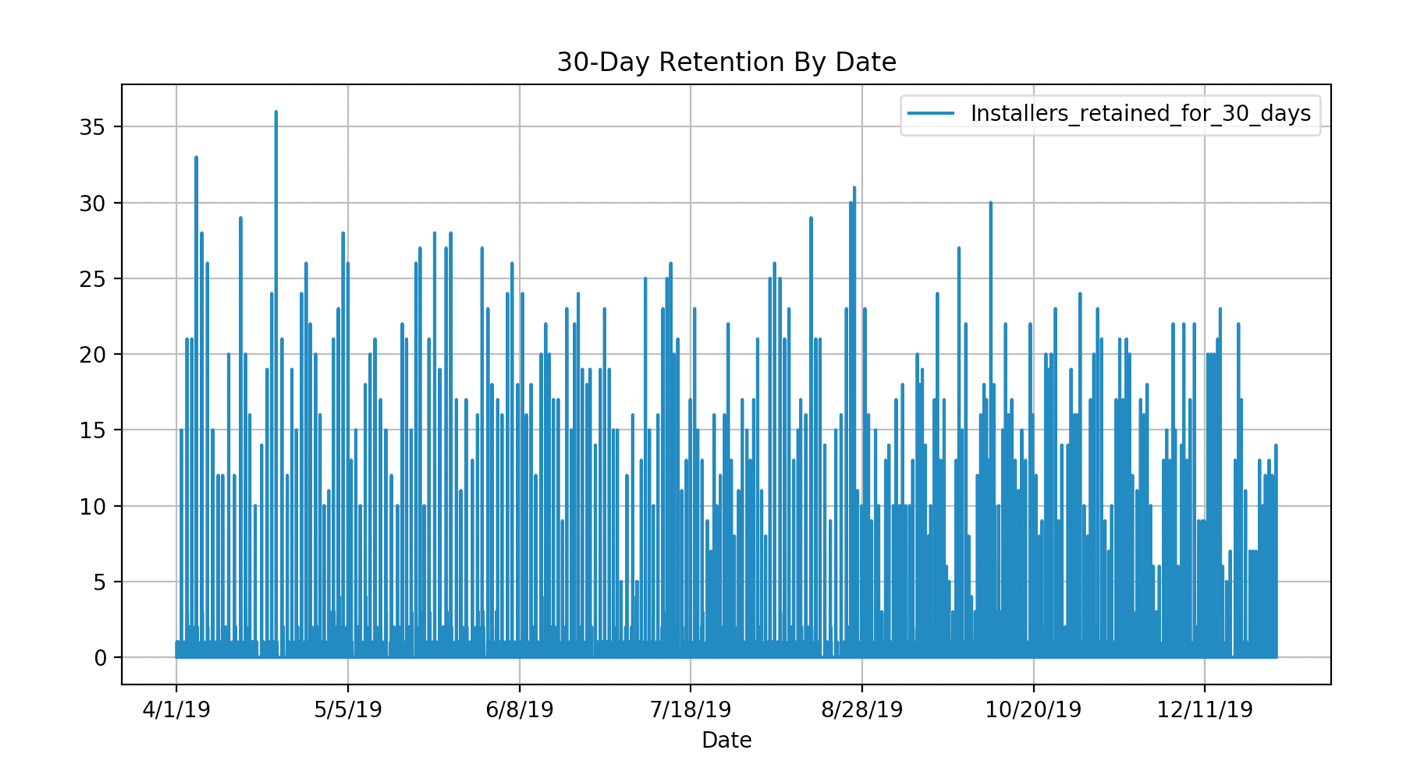 30-Day Retention By Date
Installers_retained_for_30_days
35
30
25
20
15
10
5
0
4/1/19 5/5/19 6/8/19 7/18/19 8/28/19 10/20/19 12/11/19
Date